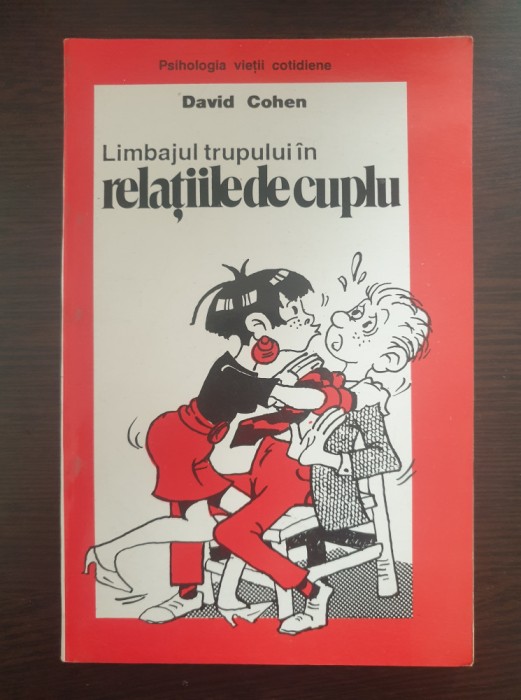 Psihologia vieții cotidiene
David Cohen
Limbajul trupului în
relațiile de cuplu